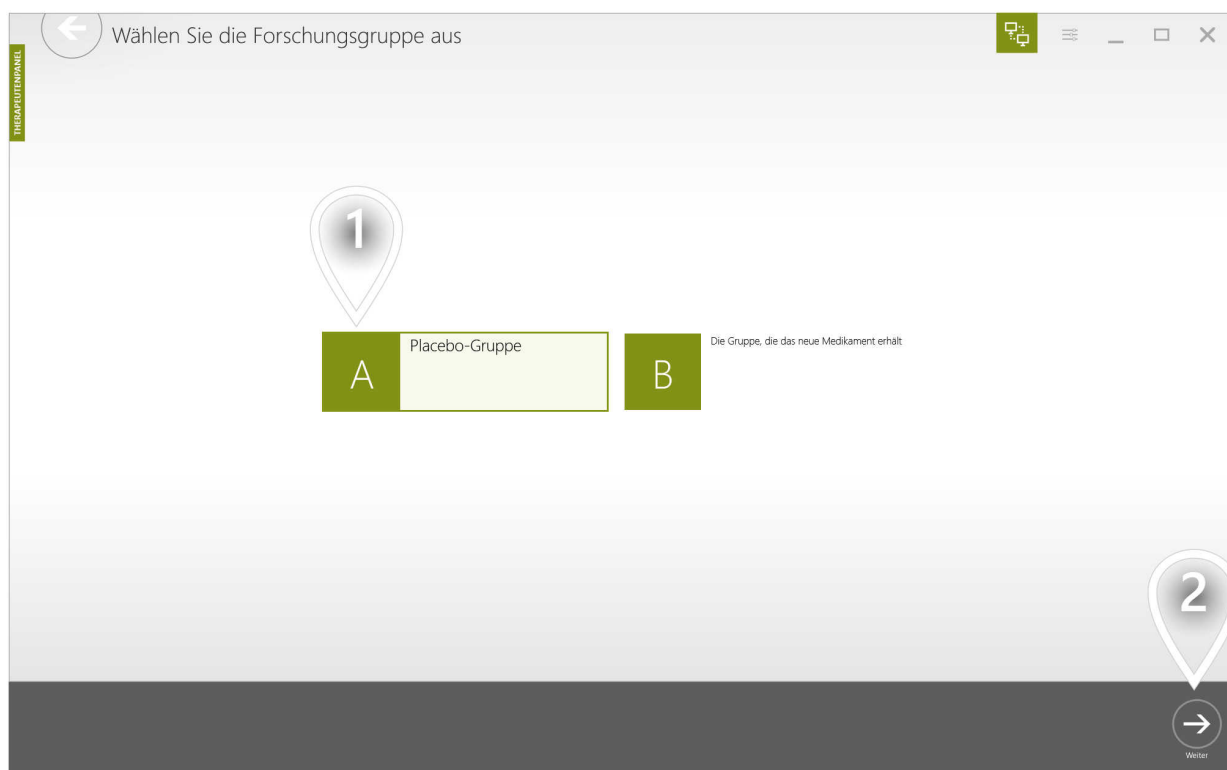 Wählen Sie die Forschungsgruppe aus
THERAPEUTENPANEL
1
A
Placebo-Gruppe
B
Die Gruppe, die das neue Medikament erhält
2
Weiter